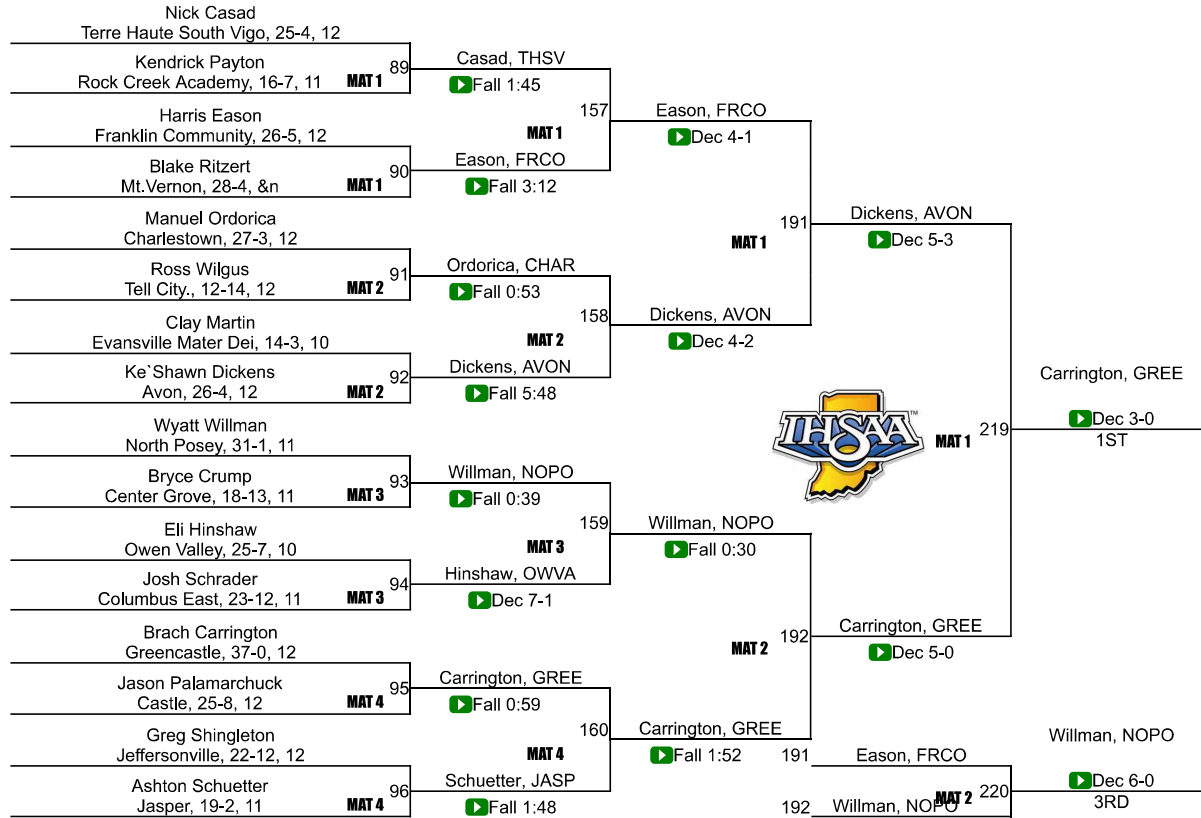 Nick Casad
Terre Haute South Vigo, 25-4, 12
Kendrick Payton
Rock Creek Academy, 16-7, 11
MAT 1
89
Casad, THSV
Fall 1:45
Harris Eason
Franklin Community, 26-5, 12
Blake Ritzert
Mt.Vernon, 28-4, &n
MAT 1
90
Eason, FRCO
Fall 3:12
MAT 1
157
Eason, FRCO
Dec 4-1
Manuel Ordorica
Charlestown, 27-3, 12
Ross Wilgus
Tell City., 12-14, 12
MAT 2
91
Ordorica, CHAR
Fall 0:53
Clay Martin
Evansville Mater Dei, 14-3, 10
Ke`Shawn Dickens
Avon, 26-4, 12
MAT 2
92
Dickens, AVON
Fall 5:48
MAT 2
158
Dickens, AVON
Dec 4-2
MAT 1
191
Dickens, AVON
Dec 5-3
Wyatt Willman
North Posey, 31-1, 11
Bryce Crump
Center Grove, 18-13, 11
MAT 3
93
Willman, NOPO
Fall 0:39
Eli Hinshaw
Owen Valley, 25-7, 10
Josh Schrader
Columbus East, 23-12, 11
MAT 3
94
Hinshaw, OWVA
Dec 7-1
MAT 3
159
Willman, NOPO
Fall 0:30
Brach Carrington
Greencastle, 37-0, 12
Jason Palamarchuck
Castle, 25-8, 12
MAT 4
95
Carrington, GREE
Fall 0:59
Greg Shingleton
Jeffersonville, 22-12, 12
Ashton Schuetter
Jasper, 19-2, 11
MAT 4
96
Schuetter, JASP
Fall 1:48
MAT 4
160
Carrington, GREE
Fall 1:52
MAT 2
192
Carrington, GREE
Dec 5-0
IHSAA™
MAT 1
219
Carrington, GREE
Dec 3-0
1ST
191
Eason, FRCO
192
Willman, NOPO
MAT 2
220
Willman, NOPO
Dec 6-0
3RD